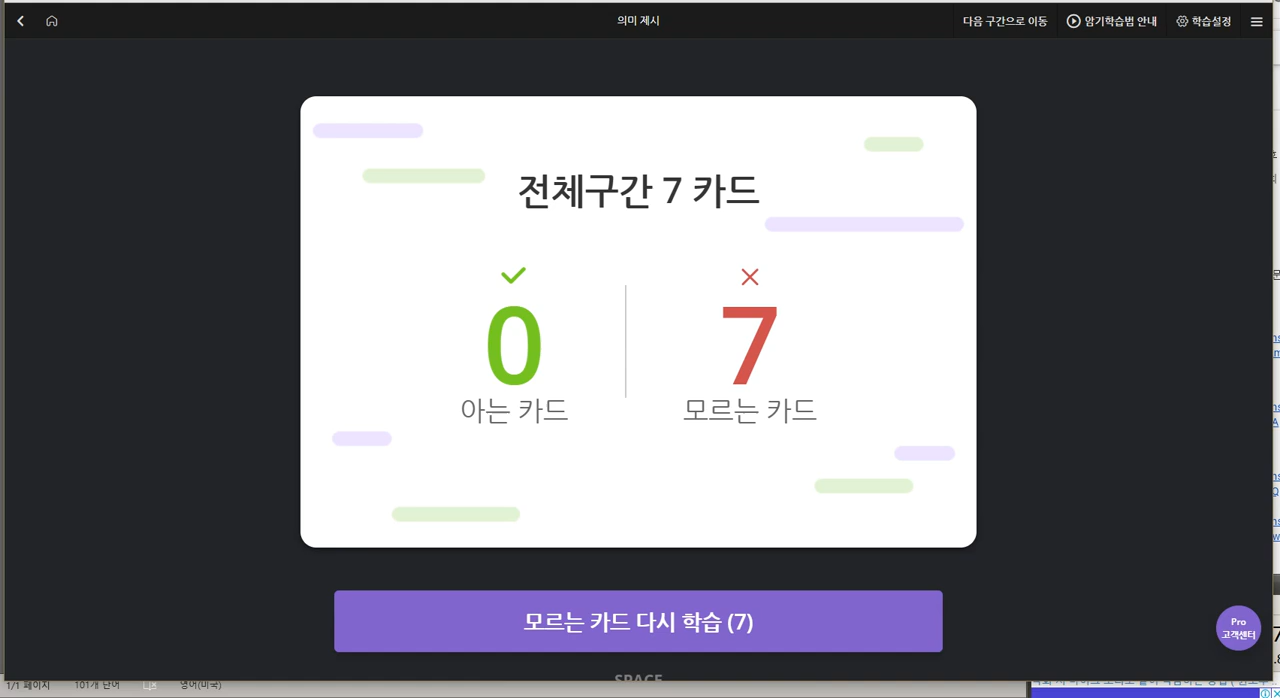 의미 제시
다음 구간으로 이동
암기학습법 안내
학습설정
전체구간 7 카드
0
아는 카드
7
모르는 카드
모르는 카드 다시 학습 (7)
Pro
고객센터
SPACE
1/1 페이지
101개 단어
영어(미국)